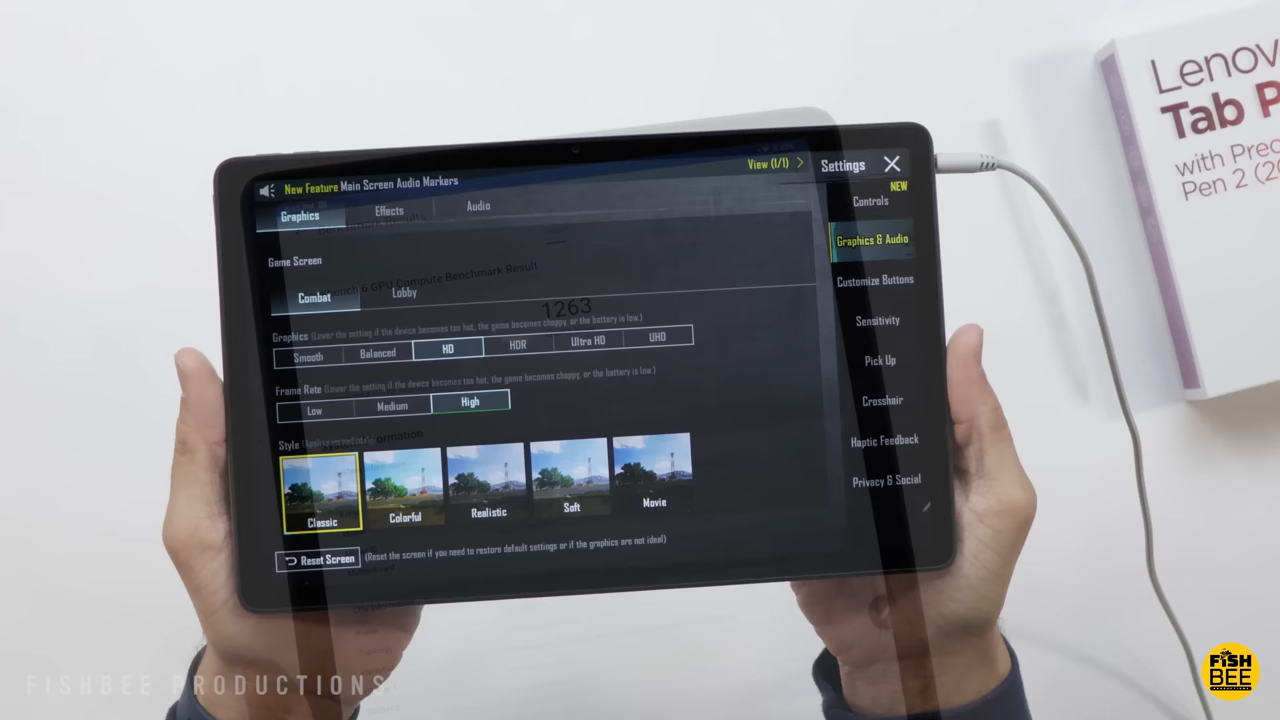 Lenov
Tab P
with Prec
Pen 2 (20
New Feature Main Screen Audio Markers
View (1/1) >
Settings
NEW
Controls
Graphics
Effects
Audio
Graphics & Audio
Game Screen
Customize Buttons
6 GPU Compute Benchmark Result
Combat
Lobby
1263
Sensitivity
Graphics (Lower the setting if the device becomes too hot, the game becomes choppy, or the battery is low.)
Smooth
Balanced
HD
HDR
Ultra HD
UHD
Pick Up
Frame Rate (Lower the setting if the device becomes too hot, the game becomes choppy, or the battery is low.)
Low
Medium
High
Crosshair
Style
Haptic Feedback
Classic
Colorful
Realistic
Soft
Movie
Privacy & Social
Reset Screen
(Reset the screen if you need to restore default settings or if the graphics are not ideal)
FISHBEE PRODUCTIONS
FISH
BEE
PRODUCTIONS